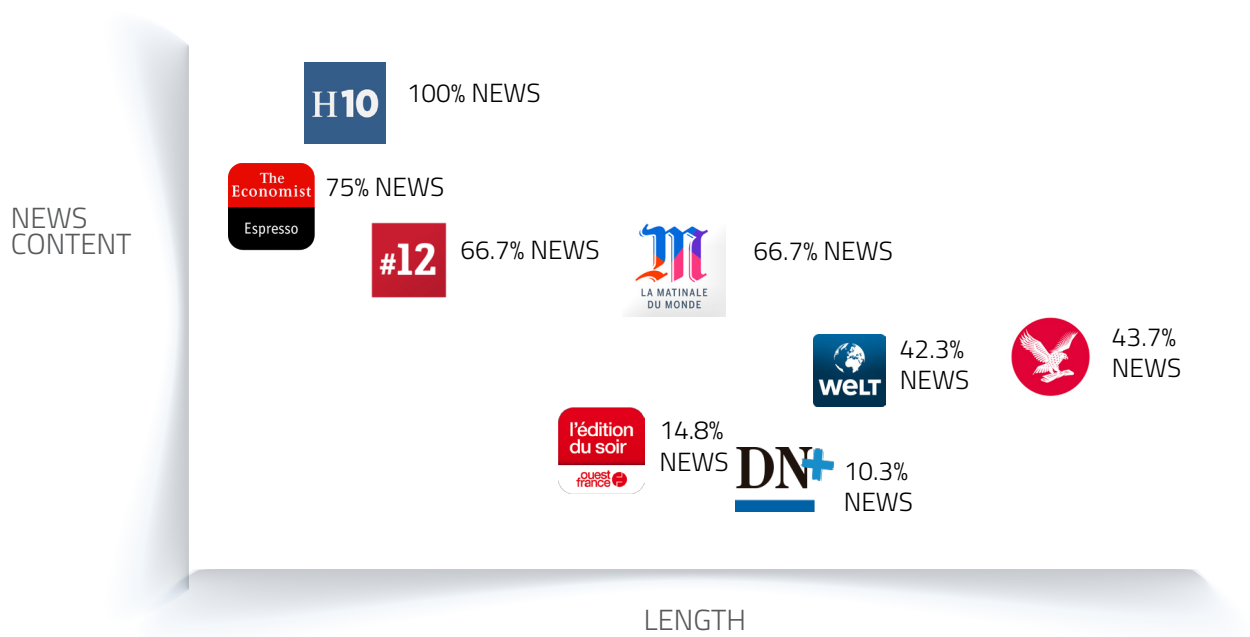 H10
100% NEWS
The
Economist
Espresso
75% NEWS
NEWS
CONTENT
#12
66.7% NEWS
M
LA MATINALE
DU MONDE
66.7% NEWS
WELT
42.3%
NEWS
43.7%
NEWS
l'édition
du soir
ouest
france
14.8%
NEWS
DN+
10.3%
NEWS
LENGTH